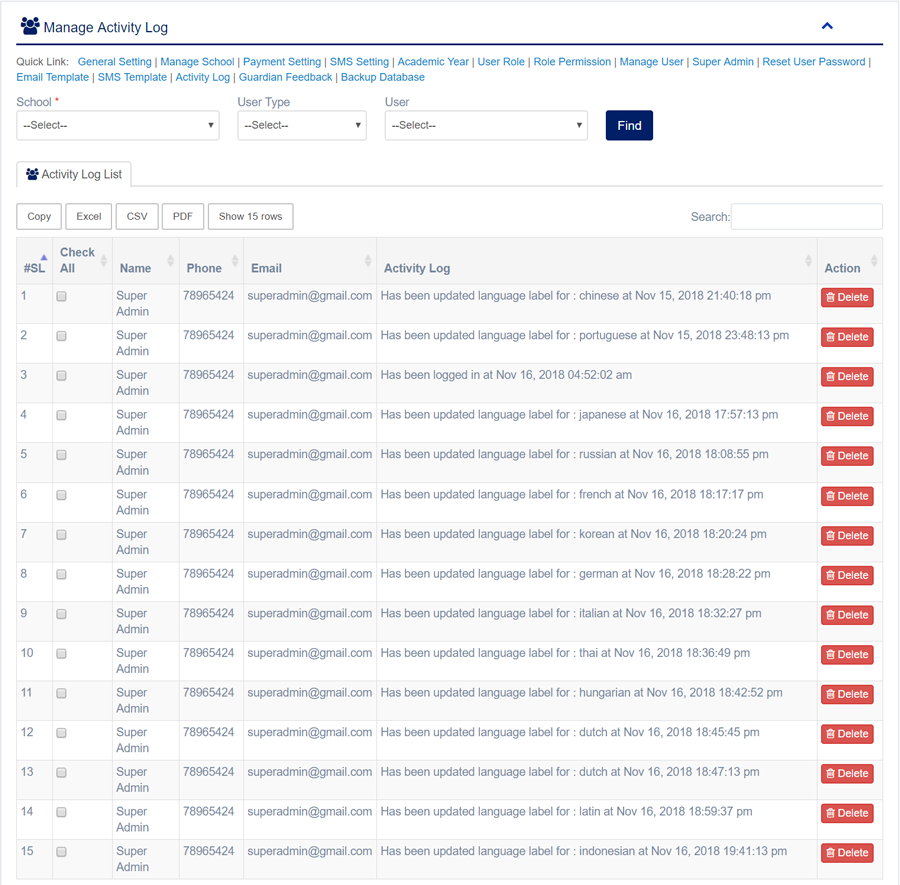 Manage Activity Log
Quick Link: General Setting | Manage School | Payment Setting | SMS Setting | Academic Year | User Role | Role Permission | Manage User | Super Admin | Reset User Password |
Email Template | SMS Template | Activity Log | Guardian Feedback | Backup Database
School * User Type User
--Select-- --Select-- --Select-- Find
Activity Log List
Copy Excel CSV PDF Show 15 rows Search:
#SL Check All Name Phone Email Activity Log Action
1 Super Admin 78965424 superadmin@gmail.com Has been updated language label for : chinese at Nov 15, 2018 21:40:18 pm Delete
2 Super Admin 78965424 superadmin@gmail.com Has been updated language label for : portuguese at Nov 15, 2018 23:48:13 pm Delete
3 Super Admin 78965424 superadmin@gmail.com Has been logged in at Nov 16, 2018 04:52:02 am Delete
4 Super Admin 78965424 superadmin@gmail.com Has been updated language label for : japanese at Nov 16, 2018 17:57:13 pm Delete
5 Super Admin 78965424 superadmin@gmail.com Has been updated language label for : russian at Nov 16, 2018 18:08:55 pm Delete
6 Super Admin 78965424 superadmin@gmail.com Has been updated language label for : french at Nov 16, 2018 18:17:17 pm Delete
7 Super Admin 78965424 superadmin@gmail.com Has been updated language label for : korean at Nov 16, 2018 18:20:24 pm Delete
8 Super Admin 78965424 superadmin@gmail.com Has been updated language label for : german at Nov 16, 2018 18:28:22 pm Delete
9 Super Admin 78965424 superadmin@gmail.com Has been updated language label for : italian at Nov 16, 2018 18:32:27 pm Delete
10 Super Admin 78965424 superadmin@gmail.com Has been updated language label for : thai at Nov 16, 2018 18:36:49 pm Delete
11 Super Admin 78965424 superadmin@gmail.com Has been updated language label for : hungarian at Nov 16, 2018 18:42:52 pm Delete
12 Super Admin 78965424 superadmin@gmail.com Has been updated language label for : dutch at Nov 16, 2018 18:45:45 pm Delete
13 Super Admin 78965424 superadmin@gmail.com Has been updated language label for : dutch at Nov 16, 2018 18:47:13 pm Delete
14 Super Admin 78965424 superadmin@gmail.com Has been updated language label for : latin at Nov 16, 2018 18:59:37 pm Delete
15 Super Admin 78965424 superadmin@gmail.com Has been updated language label for : indonesian at Nov 16, 2018 19:41:13 pm Delete